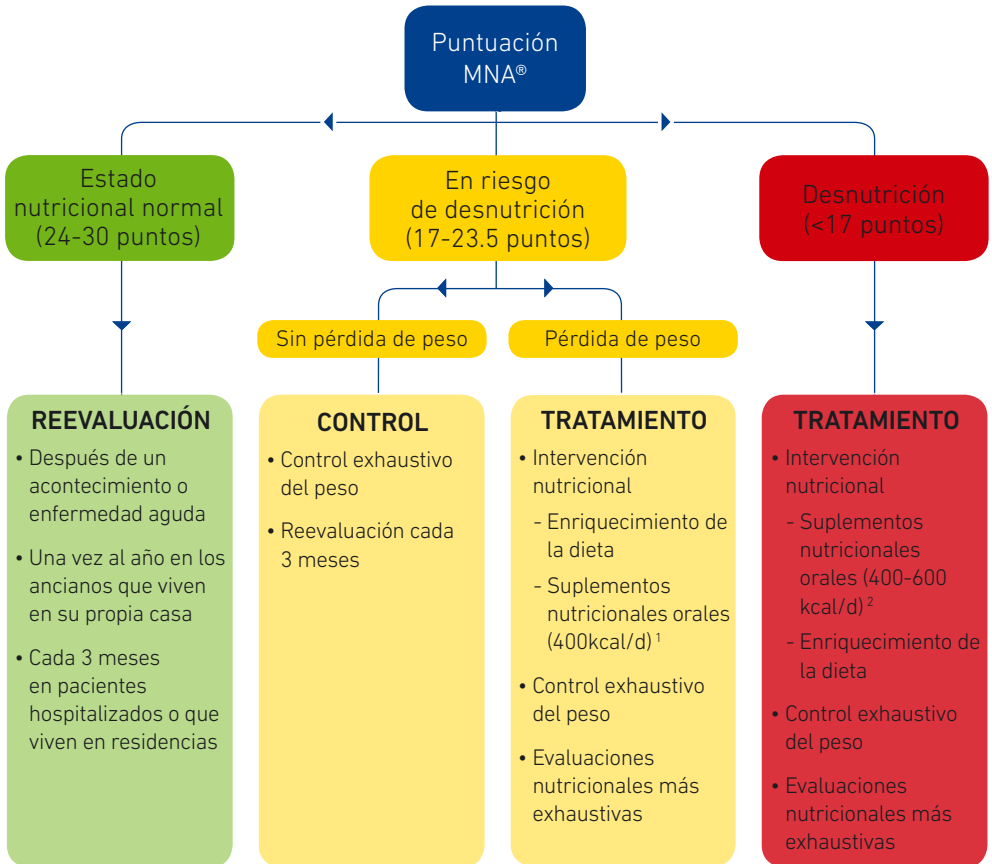 Puntuación
MNA®
Estado
nutricional normal
(24-30 puntos)
En riesgo
de desnutrición
(17-23.5 puntos)
Desnutrición
(<17 puntos)
Sin pérdida de peso
Pérdida de peso
REEVALUACIÓN
• Después de un
acontecimiento o
enfermedad aguda
• Una vez al año en los
ancianos que viven
en su propia casa
• Cada 3 meses
en pacientes
hospitalizados o que
viven en residencias
CONTROL
• Control exhaustivo
del peso
• Reevaluación cada
3 meses
TRATAMIENTO
• Intervención
nutricional
- Enriquecimiento de
la dieta
- Suplementos
nutricionales orales
(400kcal/d) ¹
• Control exhaustivo
del peso
• Evaluaciones
nutricionales más
exhaustivas
TRATAMIENTO
• Intervención
nutricional
- Suplementos
nutricionales
orales (400-600
kcal/d) ²
- Enriquecimiento de
la dieta
• Control exhaustivo
del peso
• Evaluaciones
nutricionales más
exhaustivas